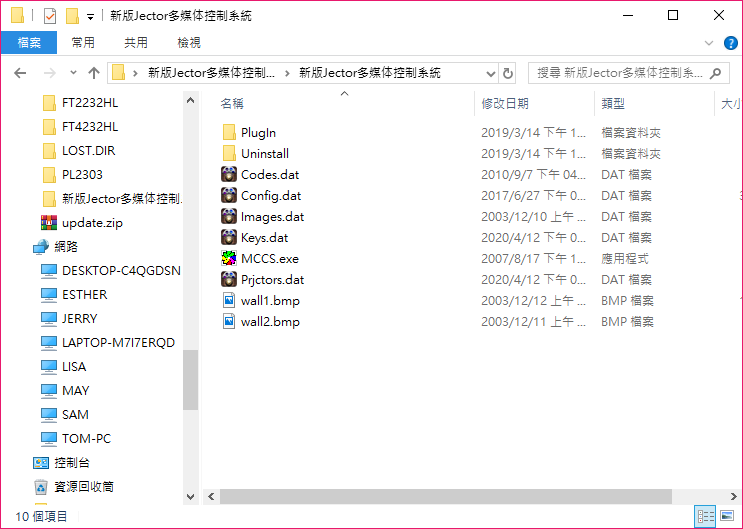 新版Jector多媒体控制系統
檔案 常用 共用 檢視
新版Jector多媒体控制... 新版Jector多媒体控制系統 搜尋 新版Jector多媒体控制系...
名稱 修改日期 類型 大小
FT2232HL
FT4232HL
LOST.DIR
PL2303
新版Jector多媒体控制
update.zip
網路
DESKTOP-C4QGDSN
ESTHER
JERRY
LAPTOP-M7I7ERQD
LISA
MAY
SAM
TOM-PC
控制台
資源回收筒
PlugIn 2019/3/14 下午 1... 檔案資料夾
Uninstall 2019/3/14 下午 1... 檔案資料夾
Codes.dat 2010/9/7 下午 04... DAT 檔案
Config.dat 2017/6/27 下午 0... DAT 檔案
Images.dat 2003/12/10 上午 ... DAT 檔案
Keys.dat 2020/4/12 下午 0... DAT 檔案
MCCS.exe 2007/8/17 下午 1... 應用程式
Prjctors.dat 2020/4/12 下午 0... DAT 檔案
wall1.bmp 2003/12/12 上午 ... BMP 檔案
wall2.bmp 2003/12/11 上午 ... BMP 檔案
10 個項目